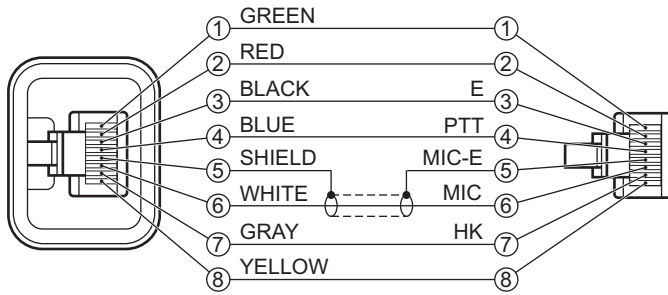 ① GREEN ①
② RED ②
③ BLACK E ③
④ BLUE PTT ④
⑤ SHIELD MIC-E ⑤
⑥ WHITE MIC ⑥
⑦ GRAY HK ⑦
⑧ YELLOW ⑧